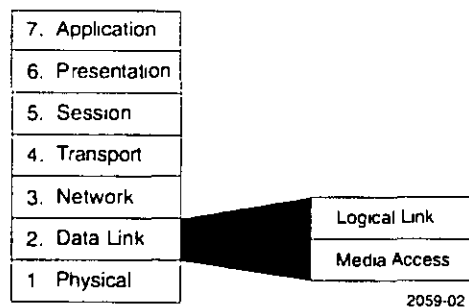 7. Application
6. Presentation
5. Session
4. Transport
3. Network
2. Data Link
1 Physical
Logical Link
Media Access
2059-02